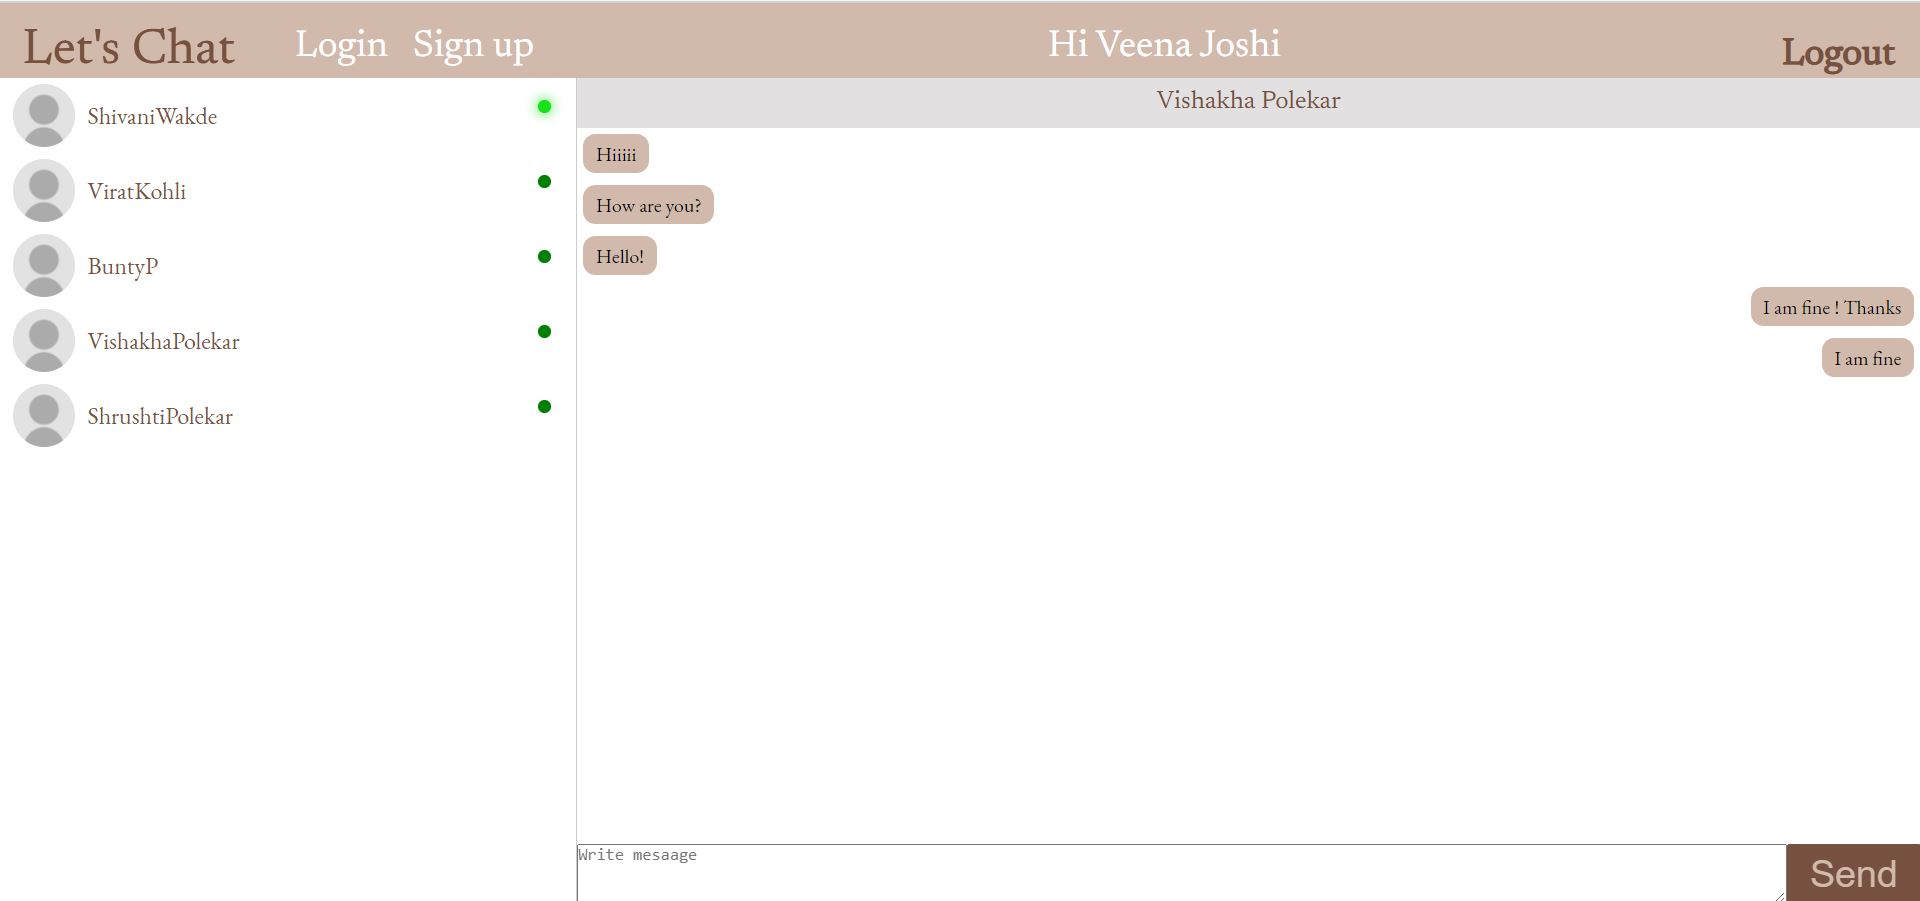 Let's Chat Login Sign up Hi Veena Joshi Logout
ShivaniWakde
ViratKohli
BuntyP
VishakhaPolekar
ShrushtiPolekar
Vishakha Polekar
Hiiiii
How are you?
Hello!
I am fine ! Thanks
I am fine
Write mesaage
Send